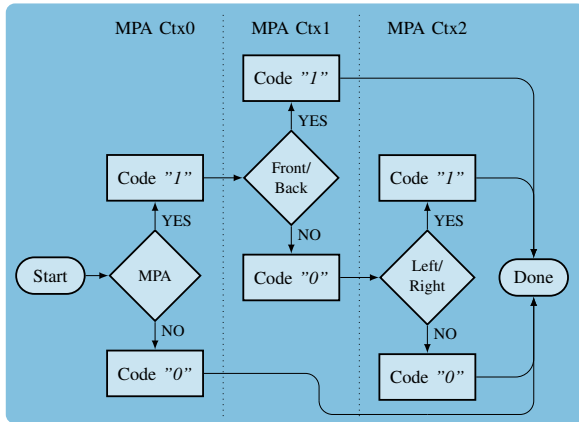 MPA Ctx0 MPA Ctx1 MPA Ctx2
Code "1"
YES
Front/
Back
Code "1"
Code "1"
YES
NO
YES
Start
MPA
Code "0"
Left/
Right
Done
NO
NO
Code "0"
Code "0"